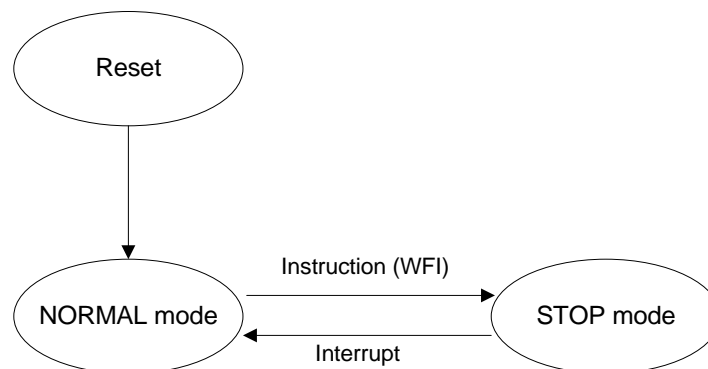 Reset
Instruction (WFI)
NORMAL mode
STOP mode
Interrupt